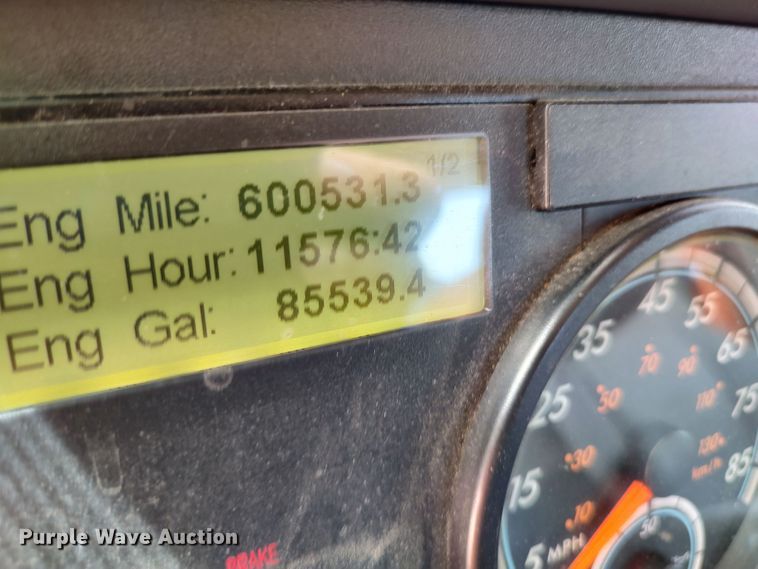 1/2
Eng Mile: 600531.3
Eng Hour: 11576:42
Eng Gal: 85539.4
45
55
35
65
70
90
25
50
110
75
30
130
km/h
85
15
10
5 MPH
50
BRAKE
Purple Wave Auction